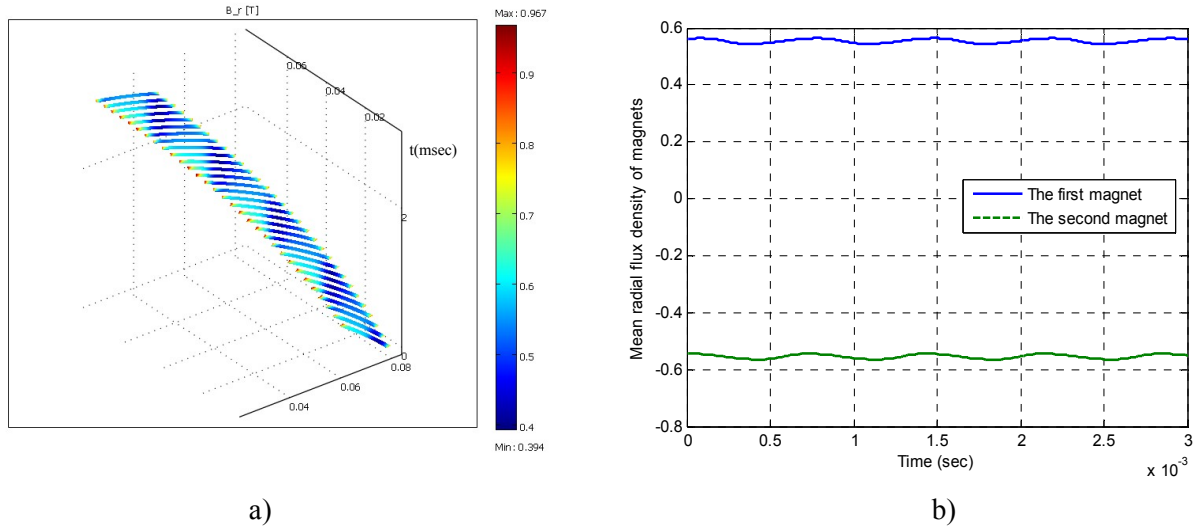 B_r [T]
Max: 0.967
0.9
0.8
0.7
0.6
0.5
0.4
Min: 0.394
0.06
0.04
0.02
t(msec)
2
0
0.08
0.06
0.04
a)
Mean radial flux density of magnets
0.6
0.4
0.2
0
-0.2
-0.4
-0.6
-0.8
The first magnet
The second magnet
0
0.5
1
1.5
2
2.5
3
Time (sec)
x 10⁻³
b)